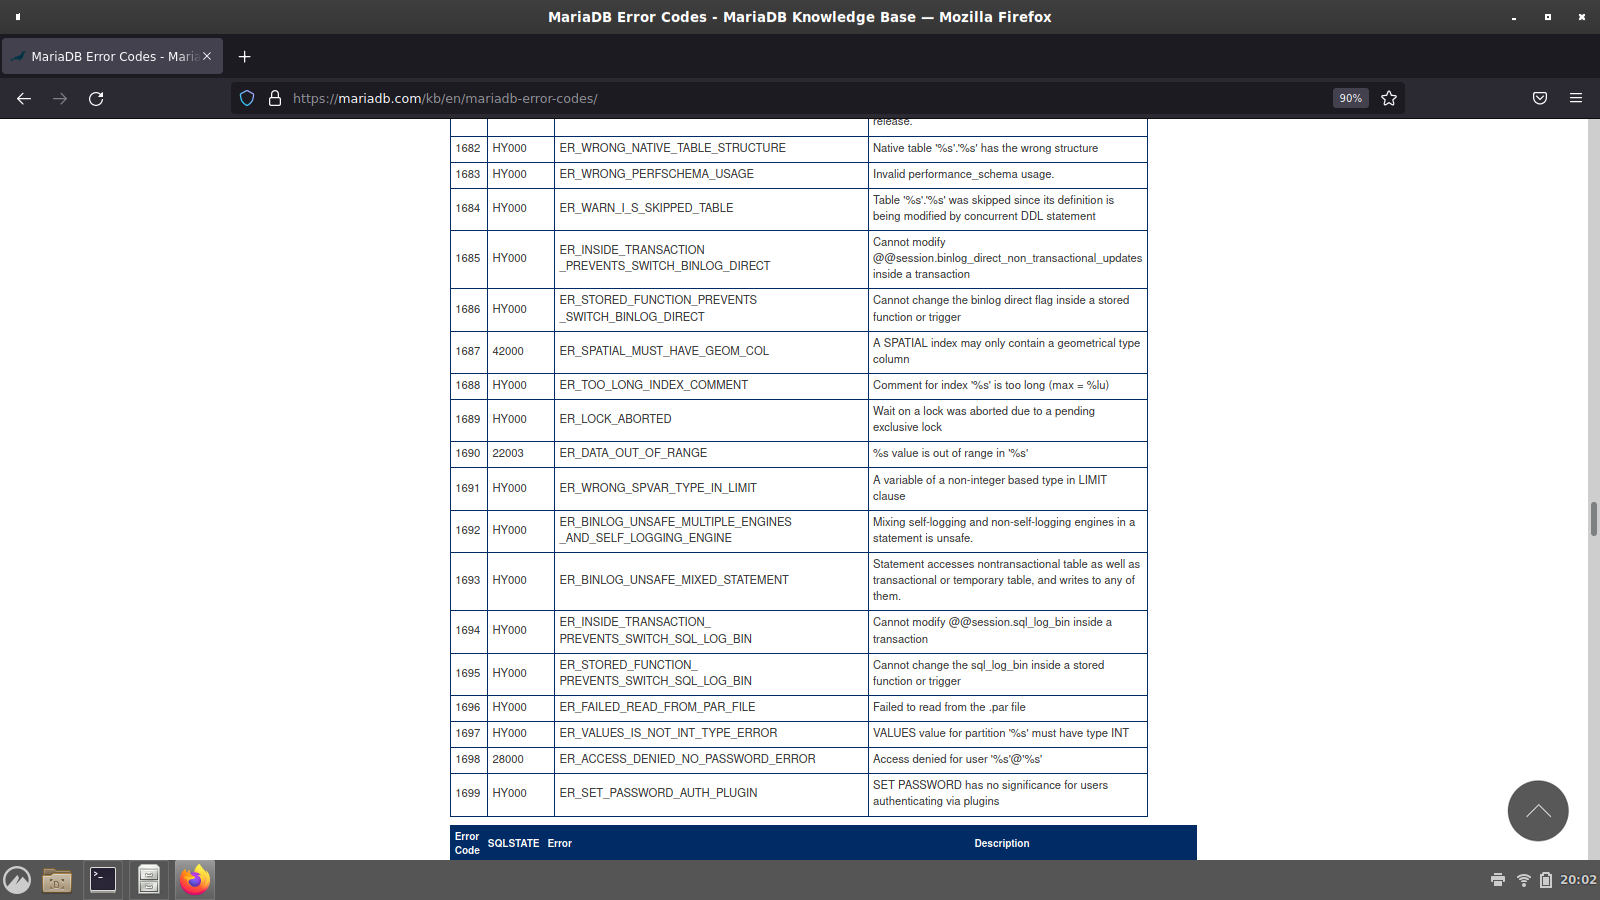 MariaDB Error Codes - MariaDB Knowledge Base — Mozilla Firefox
MariaDB Error Codes - Maria
https://mariadb.com/kb/en/mariadb-error-codes/
90%
release.
1682 HY000 ER_WRONG_NATIVE_TABLE_STRUCTURE Native table '%s'.'%s' has the wrong structure
1683 HY000 ER_WRONG_PERFSCHEMA_USAGE Invalid performance_schema usage.
1684 HY000 ER_WARN_I_S_SKIPPED_TABLE Table '%s'.'%s' was skipped since its definition is
being modified by concurrent DDL statement
1685 HY000 ER_INSIDE_TRANSACTION
_PREVENTS_SWITCH_BINLOG_DIRECT Cannot modify
@@session.binlog_direct_non_transactional_updates
inside a transaction
1686 HY000 ER_STORED_FUNCTION_PREVENTS
_SWITCH_BINLOG_DIRECT Cannot change the binlog direct flag inside a stored
function or trigger
1687 42000 ER_SPATIAL_MUST_HAVE_GEOM_COL A SPATIAL index may only contain a geometrical type
column
1688 HY000 ER_TOO_LONG_INDEX_COMMENT Comment for index '%s' is too long (max = %lu)
1689 HY000 ER_LOCK_ABORTED Wait on a lock was aborted due to a pending
exclusive lock
1690 22003 ER_DATA_OUT_OF_RANGE %s value is out of range in '%s'
1691 HY000 ER_WRONG_SPVAR_TYPE_IN_LIMIT A variable of a non-integer based type in LIMIT
clause
1692 HY000 ER_BINLOG_UNSAFE_MULTIPLE_ENGINES
_AND_SELF_LOGGING_ENGINE Mixing self-logging and non-self-logging engines in a
statement is unsafe.
1693 HY000 ER_BINLOG_UNSAFE_MIXED_STATEMENT Statement accesses nontransactional table as well as
transactional or temporary table, and writes to any of
them.
1694 HY000 ER_INSIDE_TRANSACTION_
PREVENTS_SWITCH_SQL_LOG_BIN Cannot modify @@session.sql_log_bin inside a
transaction
1695 HY000 ER_STORED_FUNCTION_
PREVENTS_SWITCH_SQL_LOG_BIN Cannot change the sql_log_bin inside a stored
function or trigger
1696 HY000 ER_FAILED_READ_FROM_PAR_FILE Failed to read from the .par file
1697 HY000 ER_VALUES_IS_NOT_INT_TYPE_ERROR VALUES value for partition '%s' must have type INT
1698 28000 ER_ACCESS_DENIED_NO_PASSWORD_ERROR Access denied for user '%s'@'%s'
1699 HY000 ER_SET_PASSWORD_AUTH_PLUGIN SET PASSWORD has no significance for users
authenticating via plugins
Error
Code SQLSTATE Error Description
20:02